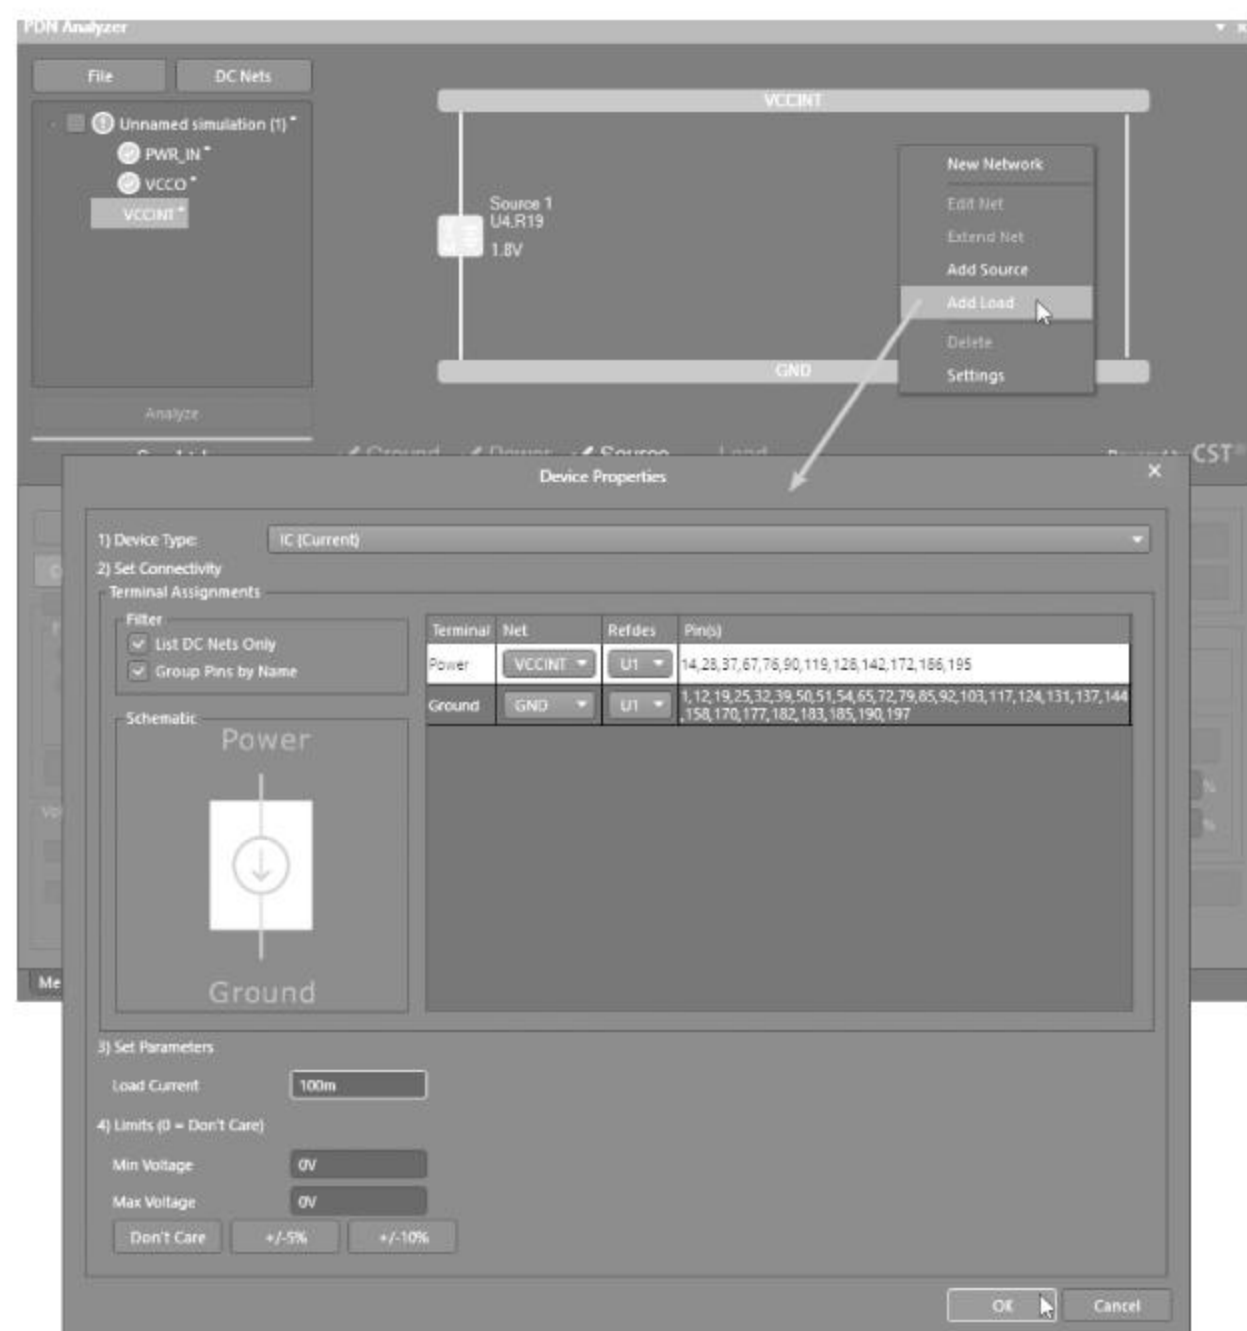 PDN Analyzer
File
DC Nets
Unnamed simulation (1)*
PWR_IN*
VCCO*
VCCINT*
Analyze
VCCINT
Source 1
U4.R19
1.8V
GND
New Network
Edit Net
Extend Net
Add Source
Add Load
Delete
Settings
Ground
Power
Source
Load
CST®
Device Properties
1) Device Type:
IC (Current)
2) Set Connectivity
Terminal Assignments
Filter
List DC Nets Only
Group Pins by Name
Schematic
Power
Ground
Terminal Net Refdes Pin(s)
Power VCCINT U1 14,28,37,67,76,90,119,128,142,172,186,195
Ground GND U1 1,12,19,25,32,39,50,51,54,65,72,79,85,92,103,117,124,131,137,144
,158,170,177,182,183,185,190,197
3) Set Parameters
Load Current 100m
4) Limits (0 = Don't Care)
Min Voltage 0V
Max Voltage 0V
Don't Care +/-5% +/-10%
OK Cancel
Me
%
%